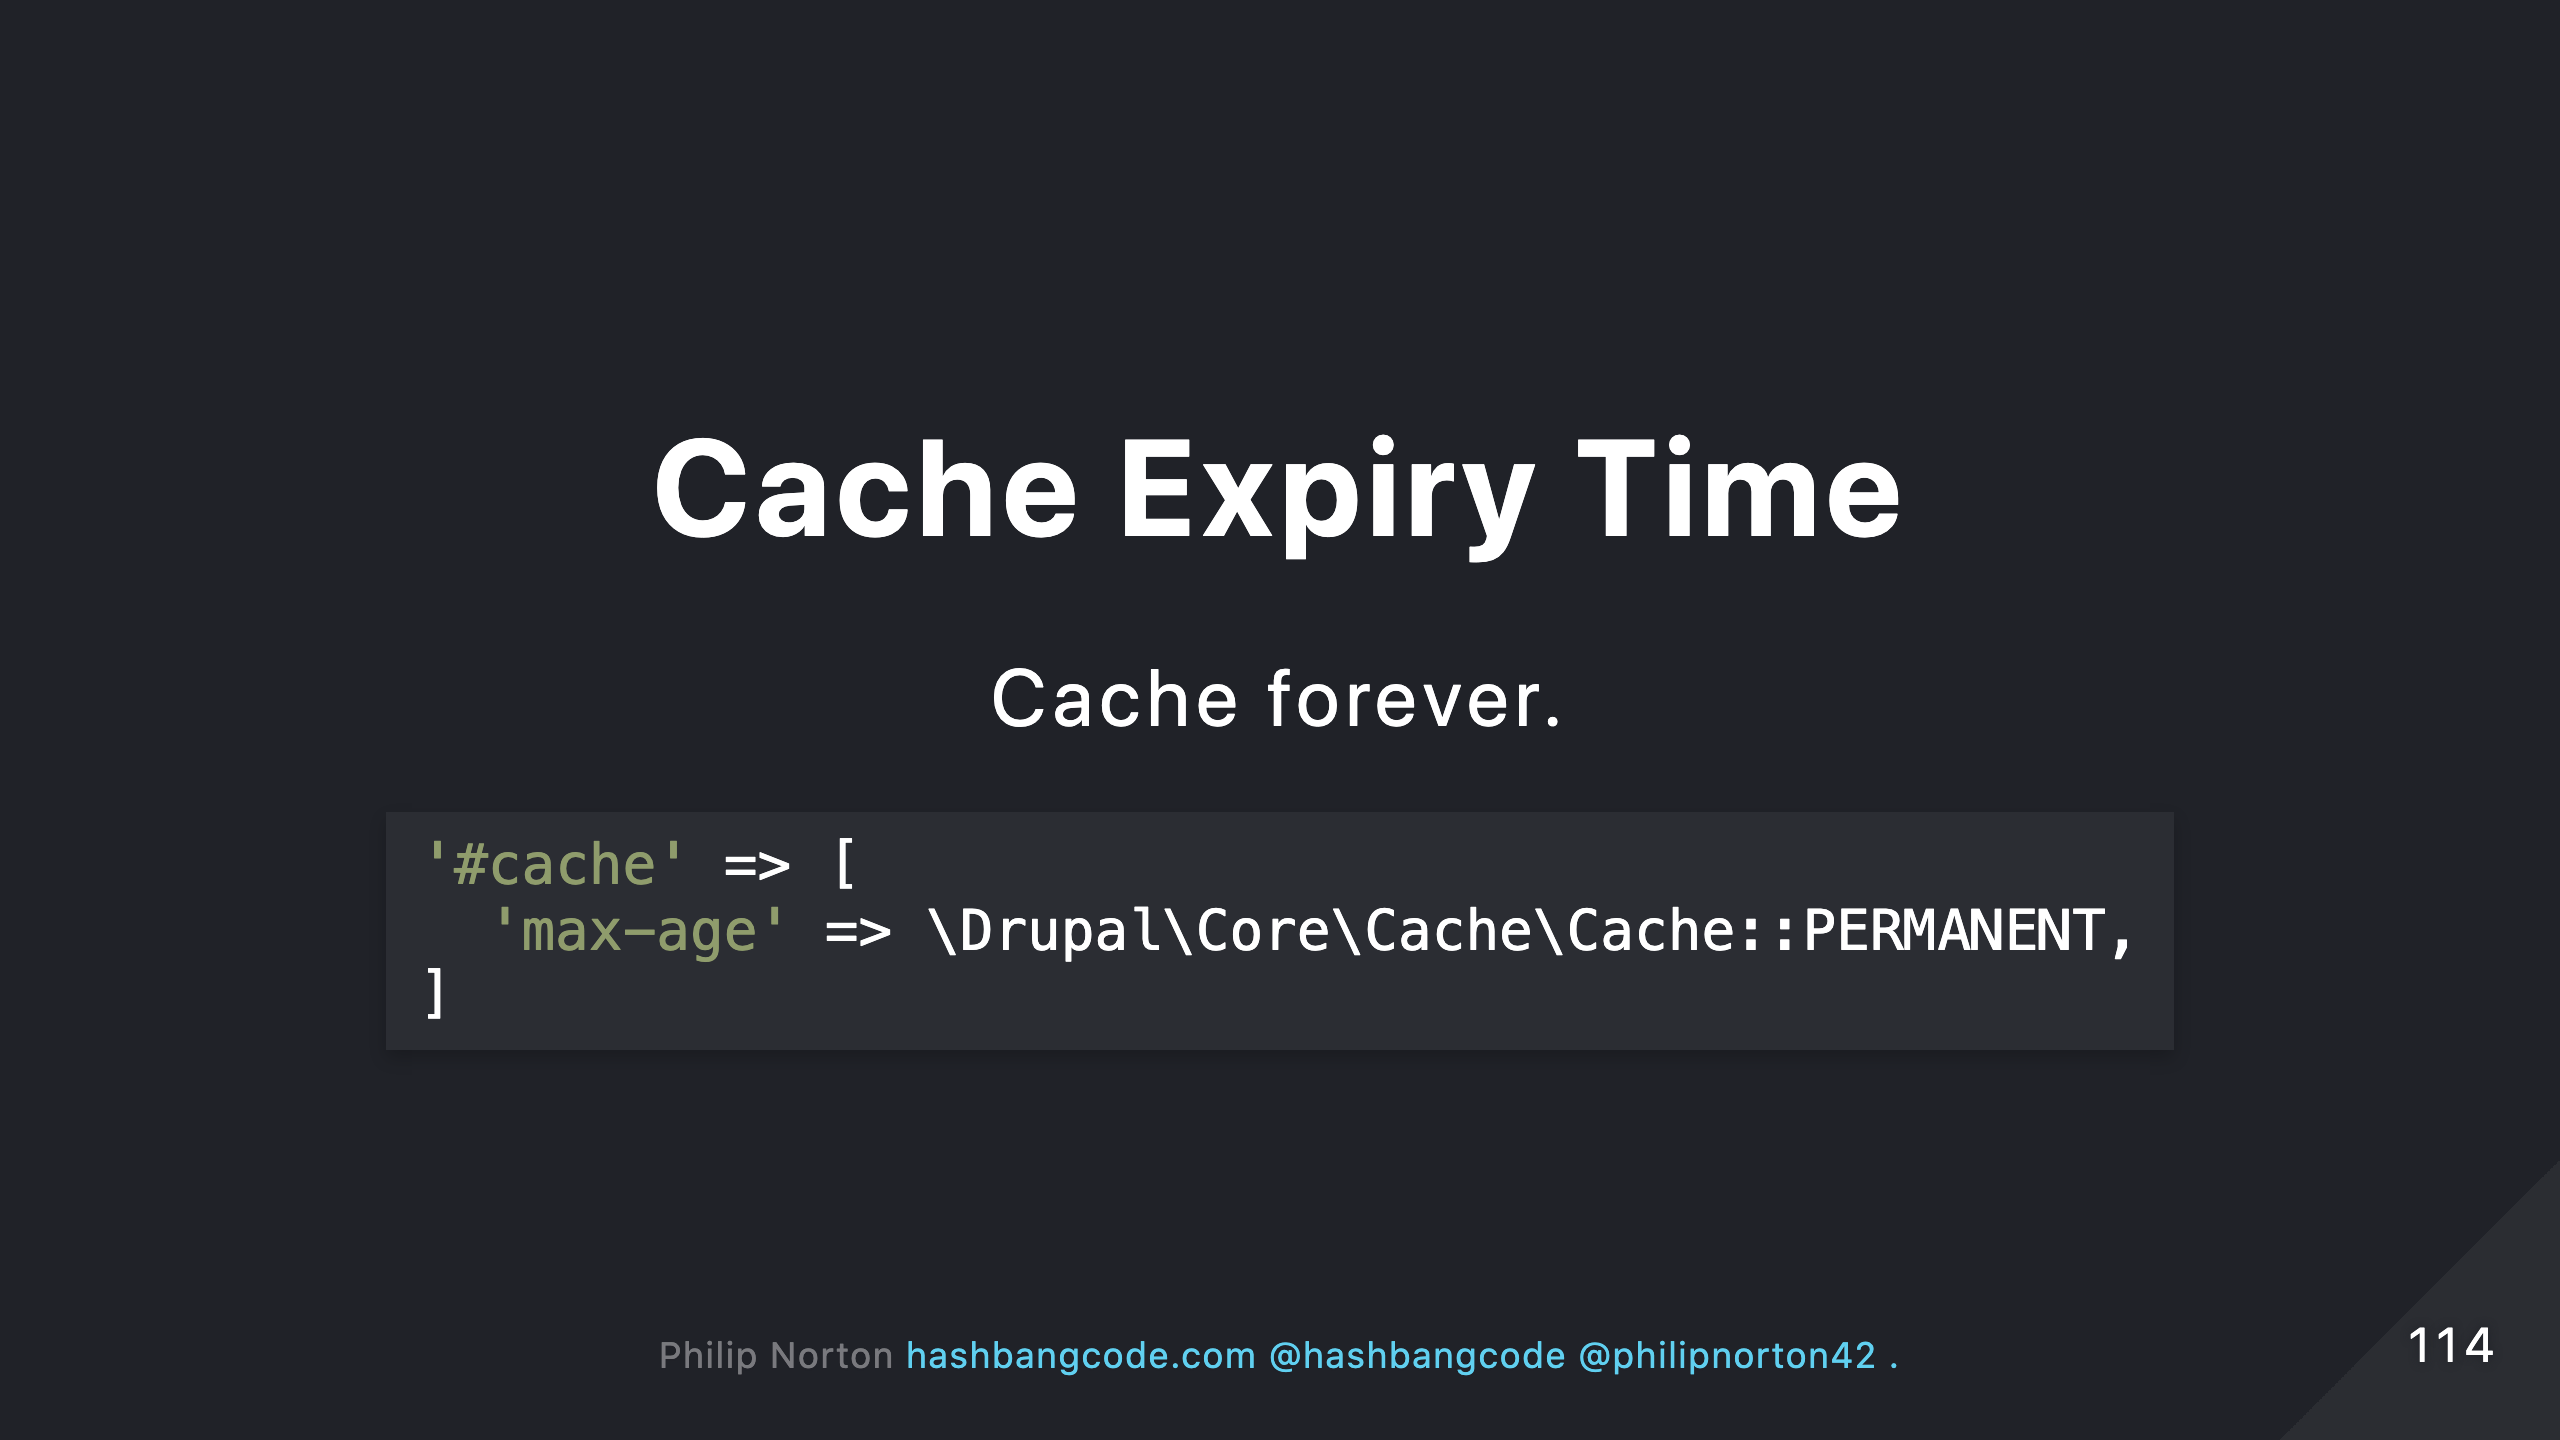 Cache Expiry Time
Cache forever.
'#cache' => [
  'max-age' => \Drupal\Core\Cache\Cache::PERMANENT,
]
Philip Norton hashbangcode.com @hashbangcode @philipnorton42 .
114